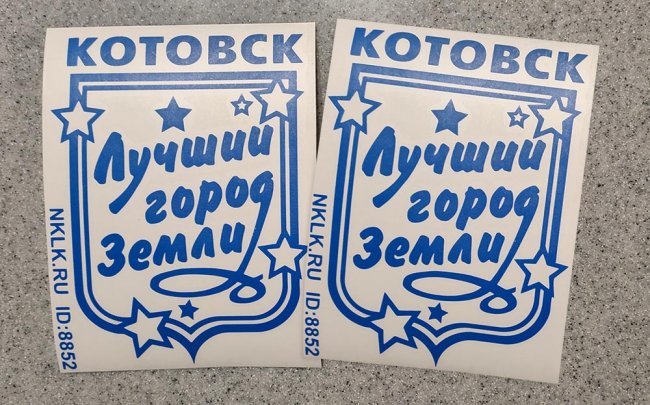 КОТОВСК
Лучший
город
Земли
NKLK.RU ID:8852
КОТОВСК
Лучший
город
Земли
NKLK.RU ID:8852